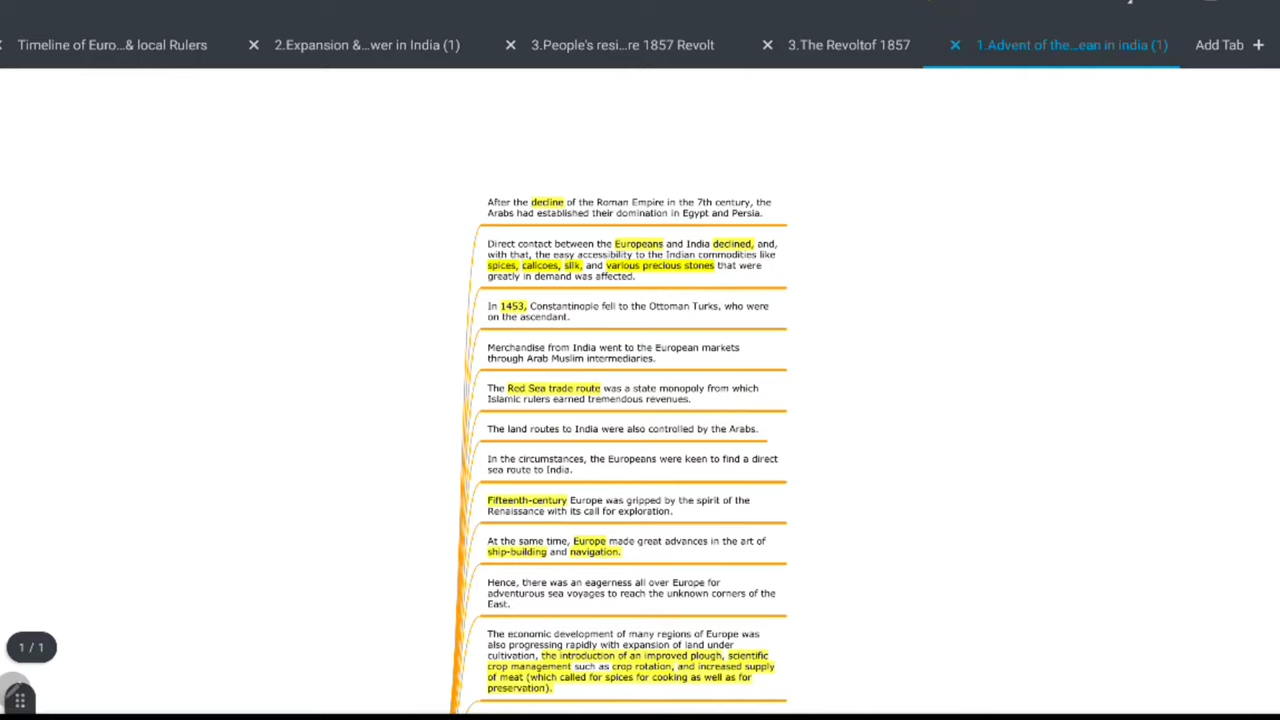 Timeline of Euro...& local Rulers
2.Expansion &...wer in India (1)
3.People's resi...re 1857 Revolt
3.The Revoltof 1857
1.Advent of the...ean in india (1)
Add Tab +
After the decline of the Roman Empire in the 7th century, the
Arabs had established their domination in Egypt and Persia.
Direct contact between the Europeans and India declined, and,
with that, the easy accessibility to the Indian commodities like
spices, calicoes, silk, and various precious stones that were
greatly in demand was affected.
In 1453, Constantinople fell to the Ottoman Turks, who were
on the ascendant.
Merchandise from India went to the European markets
through Arab Muslim intermediaries.
The Red Sea trade route was a state monopoly from which
Islamic rulers earned tremendous revenues.
The land routes to India were also controlled by the Arabs.
In the circumstances, the Europeans were keen to find a direct
sea route to India.
Fifteenth-century Europe was gripped by the spirit of the
Renaissance with its call for exploration.
At the same time, Europe made great advances in the art of
ship-building and navigation.
Hence, there was an eagerness all over Europe for
adventurous sea voyages to reach the unknown corners of the
East.
The economic development of many regions of Europe was
also progressing rapidly with expansion of land under
cultivation, the introduction of an improved plough, scientific
crop management such as crop rotation, and increased supply
of meat (which called for spices for cooking as well as for
preservation).
1 / 1